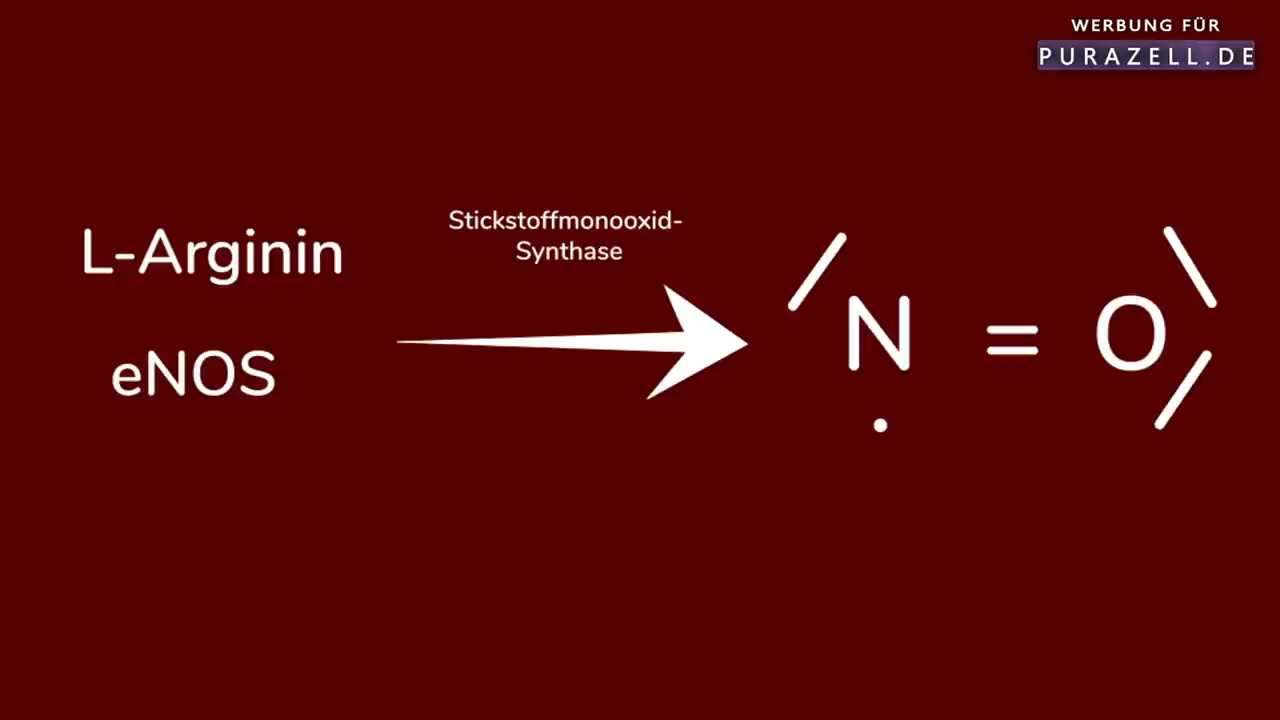 WERBUNG FÜR
PURAZELL.DE
L-Arginin
eNOS
Stickstoffmonooxid-
Synthase
N = O